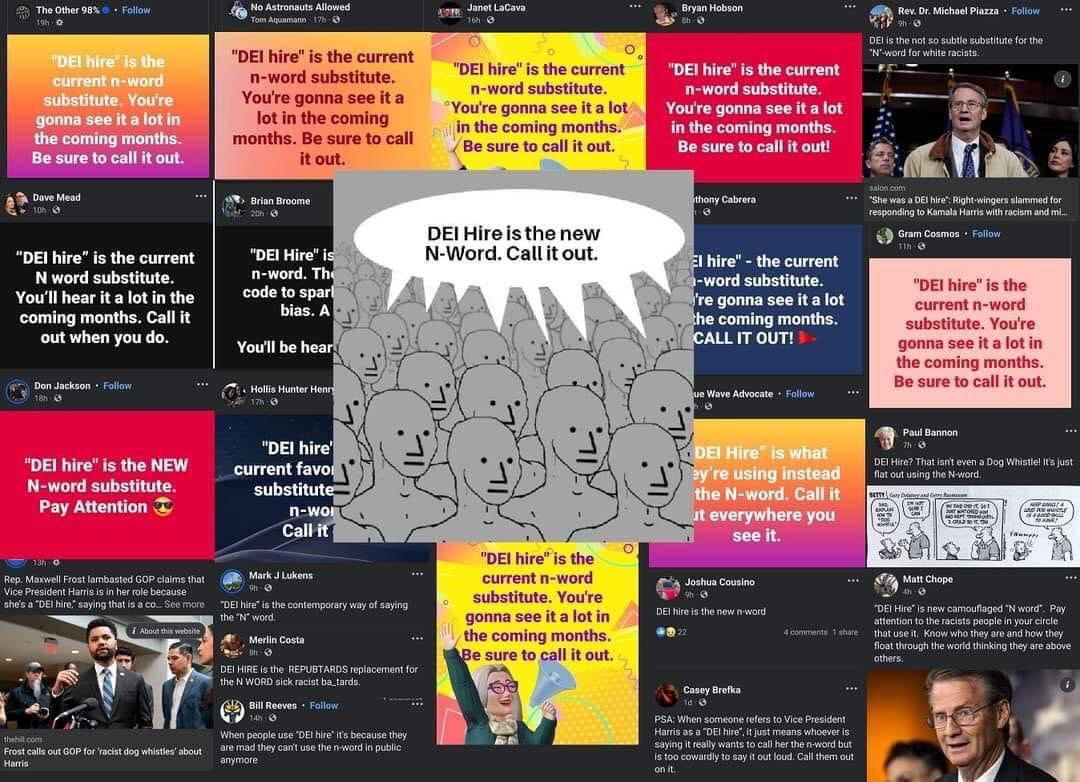 The Other 98% · Follow
19h ·
"DEI hire" is the
current n-word
substitute. You're
gonna see it a lot in
the coming months.
Be sure to call it out.
No Astronauts Allowed
Tom Aquamann · 17h ·
"DEI hire" is the current
n-word substitute.
You're gonna see it a
lot in the coming
months. Be sure to call
it out.
Janet LaCava
16h ·
"DEI hire" is the current
n-word substitute.
You're gonna see it a lot
in the coming months.
Be sure to call it out.
Bryan Hobson
8h ·
"DEI hire" is the current
n-word substitute.
You're gonna see it a lot
in the coming months.
Be sure to call it out!
Rev. Dr. Michael Piazza · Follow
9h ·
DEI is the not so subtle substitute for the
"N"-word for white racists.
salon.com
"She was a DEI hire": Right-wingers slammed for
responding to Kamala Harris with racism and mi...
Dave Mead
10h ·
"DEI hire" is the current
N word substitute.
You'll hear it a lot in the
coming months. Call it
out when you do.
Brian Broome
20h ·
"DEI Hire" is
n-word. The
code to spar
bias. A
You'll be hear
DEI Hire is the new
N-Word. Call it out.
thony Cabrera
EI hire" - the current
-word substitute.
're gonna see it a lot
he coming months.
CALL IT OUT!
Gram Cosmos · Follow
11h ·
"DEI hire" is the
current n-word
substitute. You're
gonna see it a lot in
the coming months.
Be sure to call it out.
Don Jackson · Follow
18h ·
"DEI hire" is the NEW
N-word substitute.
Pay Attention 😎
Hollis Hunter Henr
17h ·
"DEI hire'
current favo
substitute
n-wo
Call it
ue Wave Advocate · Follow
h ·
DEI Hire" is what
ey're using instead
the N-word. Call it
ut everywhere you
see it.
Paul Bannon
7h ·
DEI Hire? That isn't even a Dog Whistle! It's just
flat out using the N-word.
BETTY Gary Delainey and Gerry Rasmussen
13h ·
Rep. Maxwell Frost lambasted GOP claims that
Vice President Harris is in her role because
she's a "DEI hire," saying that is a co... See more
i About this website
thehill.com
Frost calls out GOP for 'racist dog whistles' about
Harris
Mark J Lukens
9h ·
"DEI hire" is the contemporary way of saying
the "N" word.
Merlin Costa
8h ·
DEI HIRE is the REPUBTARDS replacement for
the N WORD sick racist ba_tards.
Bill Reeves · Follow
14h ·
When people use "DEI hire" it's because they
are mad they can't use the n-word in public
anymore
"DEI hire" is the
current n-word
substitute. You're
gonna see it a lot in
the coming months.
Be sure to call it out.
Joshua Cousino
9h ·
DEI hire is the new n-word
22
4 comments 1 share
Casey Brefka
1d ·
PSA: When someone refers to Vice President
Harris as a "DEI hire", it just means whoever is
saying it really wants to call her the n-word but
is too cowardly to say it out loud. Call them out
on it.
Matt Chope
4h ·
"DEI Hire" is new camouflaged "N word". Pay
attention to the racists people in your circle
that use it. Know who they are and how they
float through the world thinking they are above
others.